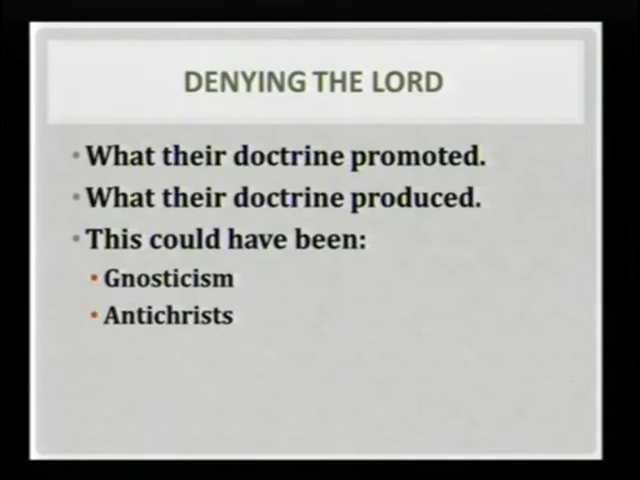 DENYING THE LORD
What their doctrine promoted.
What their doctrine produced.
This could have been:
Gnosticism
Antichrists